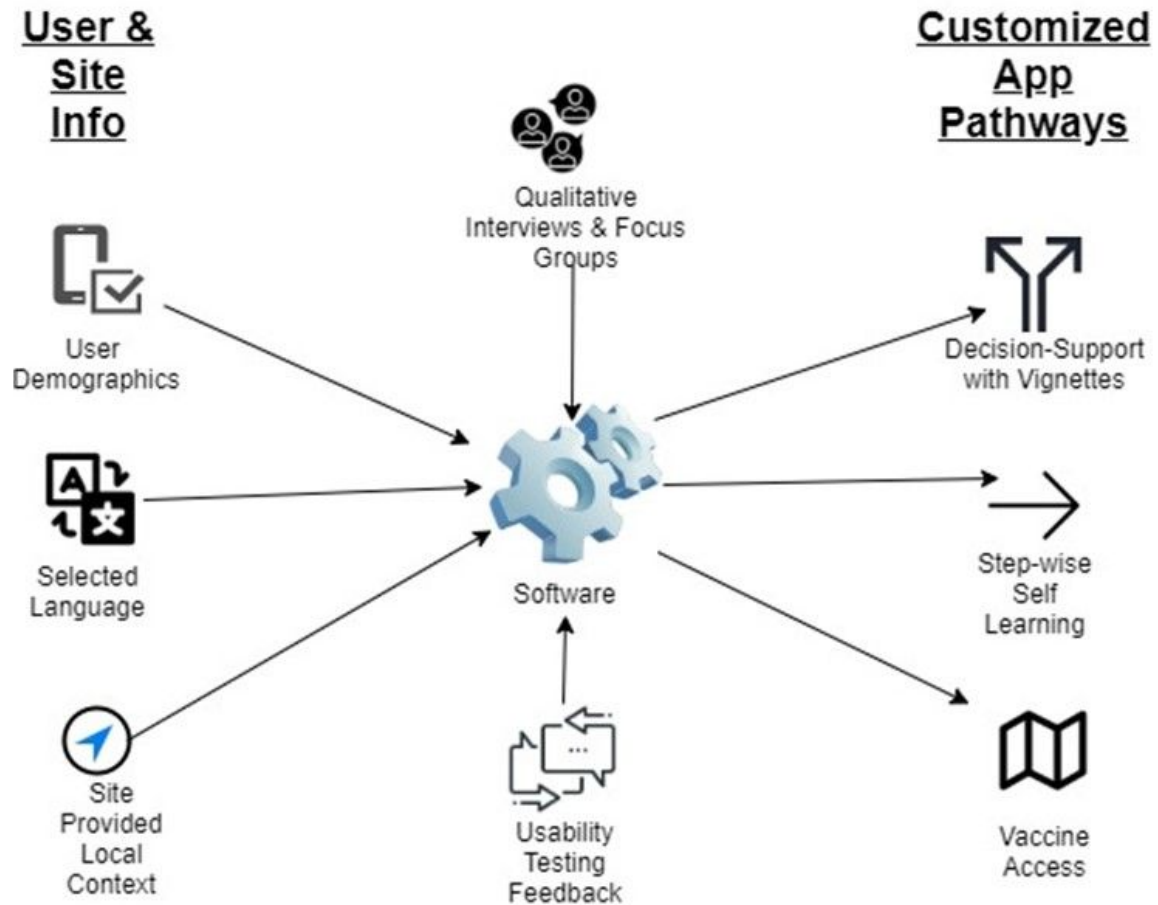 User &
Site
Info
Customized
App
Pathways
Qualitative
Interviews & Focus
Groups
User
Demographics
Decision-Support
with Vignettes
A
文
Selected
Language
Software
Step-wise
Self
Learning
Site
Provided
Local
Context
...
Usability
Testing
Feedback
Vaccine
Access